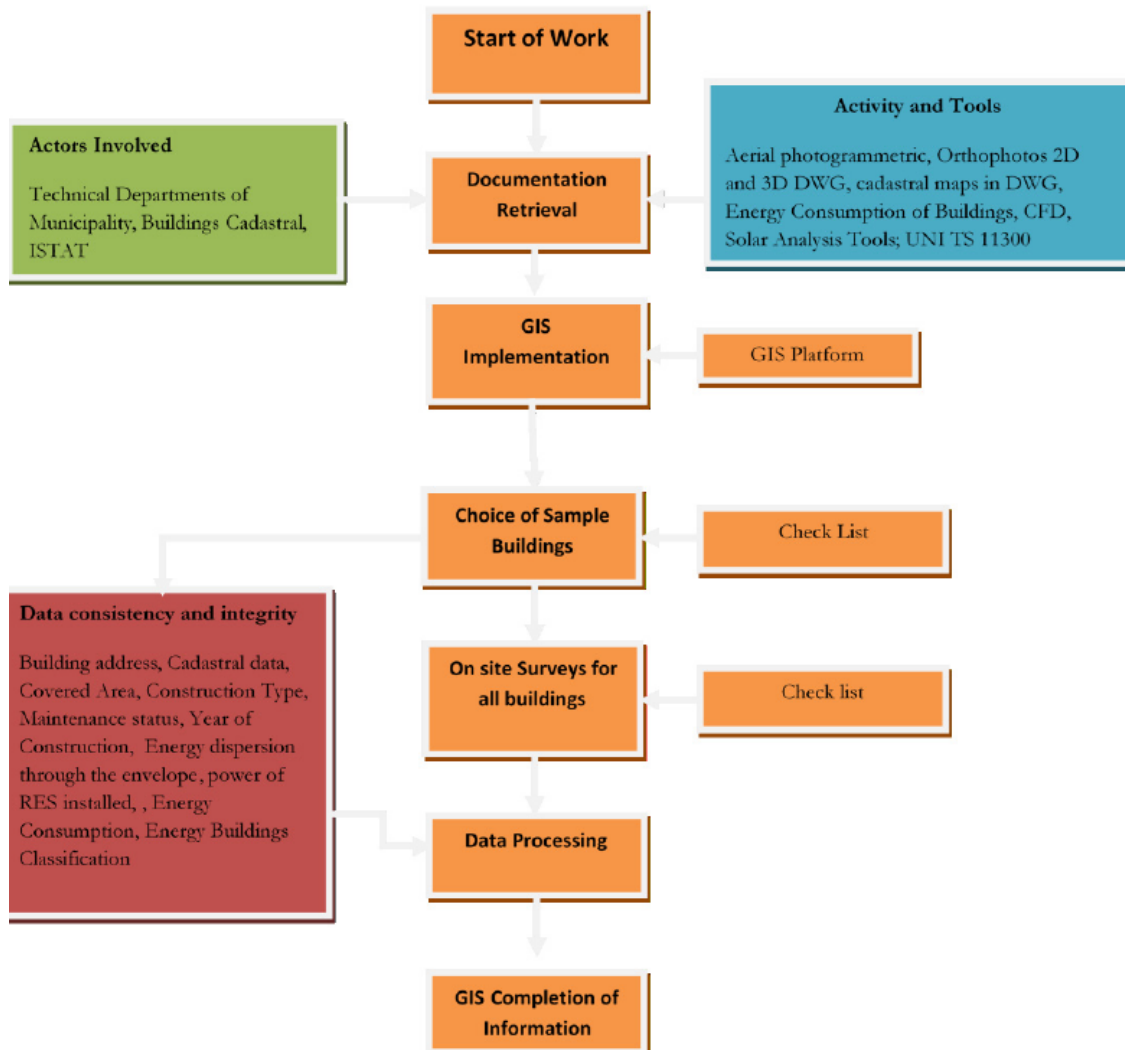 Start of Work
Actors Involved
Technical Departments of
Municipality, Buildings Cadastral,
ISTAT
Documentation
Retrieval
Activity and Tools
Aerial photogrammetric, Orthophotos 2D
and 3D DWG, cadastral maps in DWG,
Energy Consumption of Buildings, CFD,
Solar Analysis Tools; UNI TS 11300
GIS
Implementation
GIS Platform
Choice of Sample
Buildings
Check List
Data consistency and integrity
Building address, Cadastral data,
Covered Area, Construction Type,
Maintenance status, Year of
Construction, Energy dispersion
through the envelope, power of
RES installed, , Energy
Consumption, Energy Buildings
Classification
On site Surveys for
all buildings
Check list
Data Processing
GIS Completion of
Information